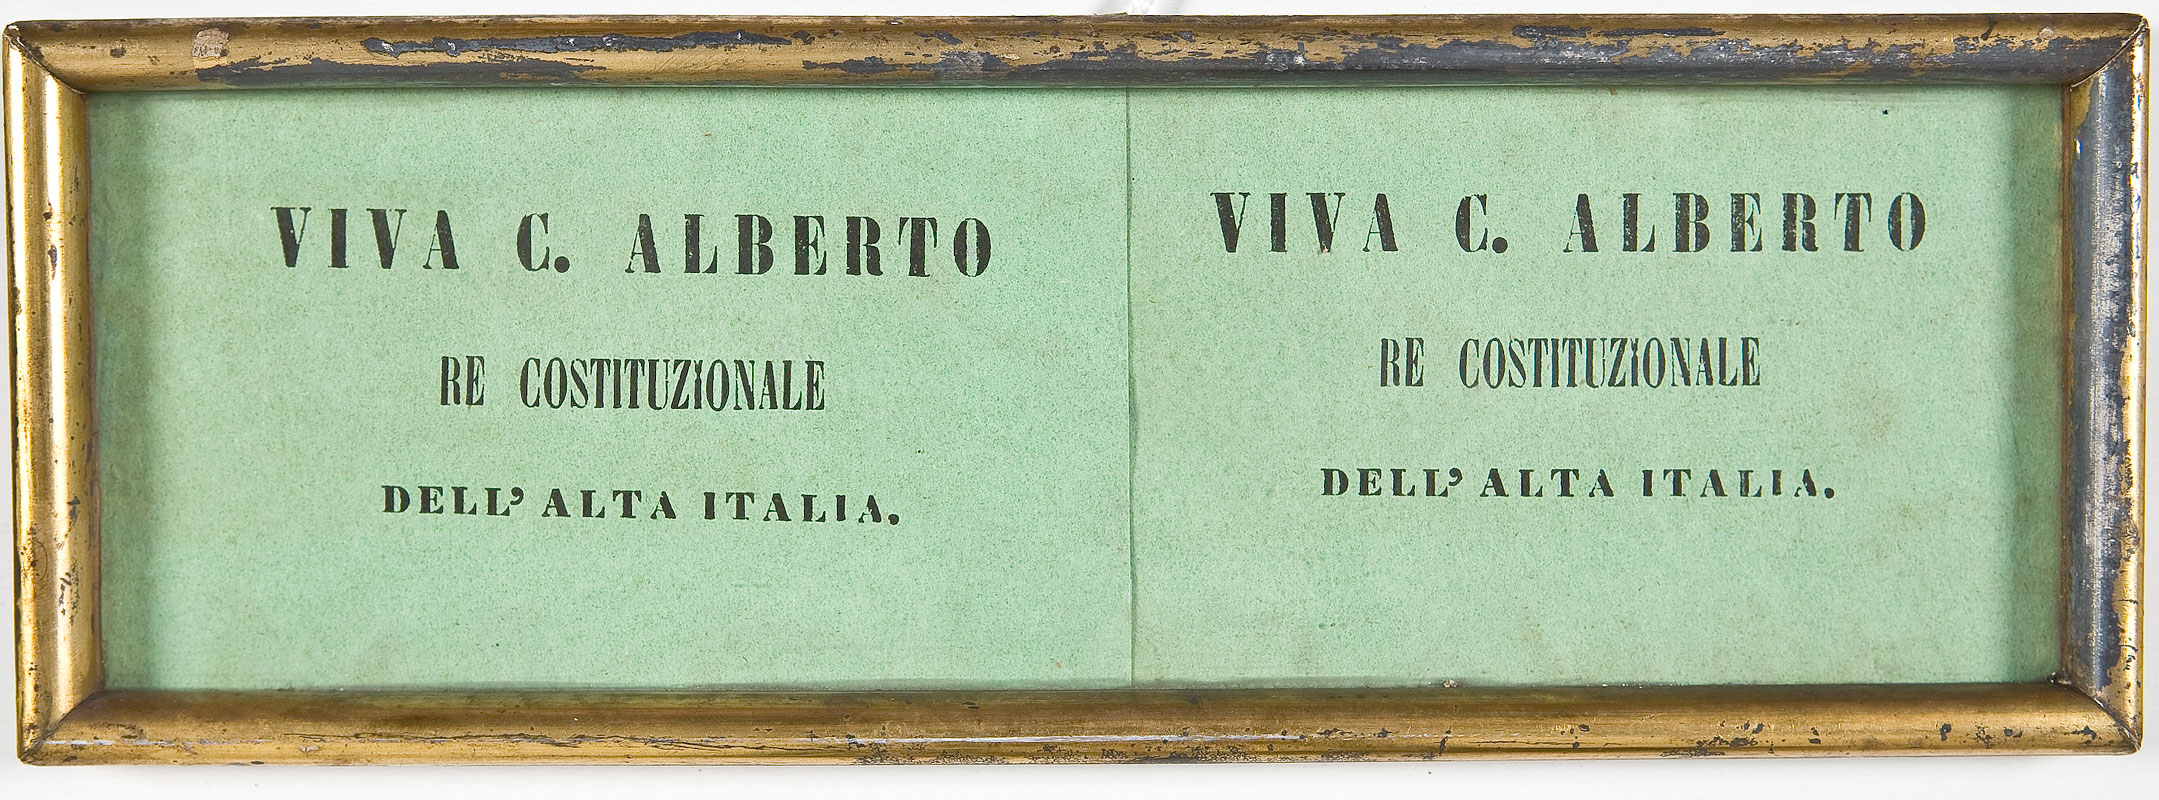 VIVA C. ALBERTO
RE COSTITUZIONALE
DELL' ALTA ITALIA.
VIVA C. ALBERTO
RE COSTITUZIONALE
DELL' ALTA ITALIA.